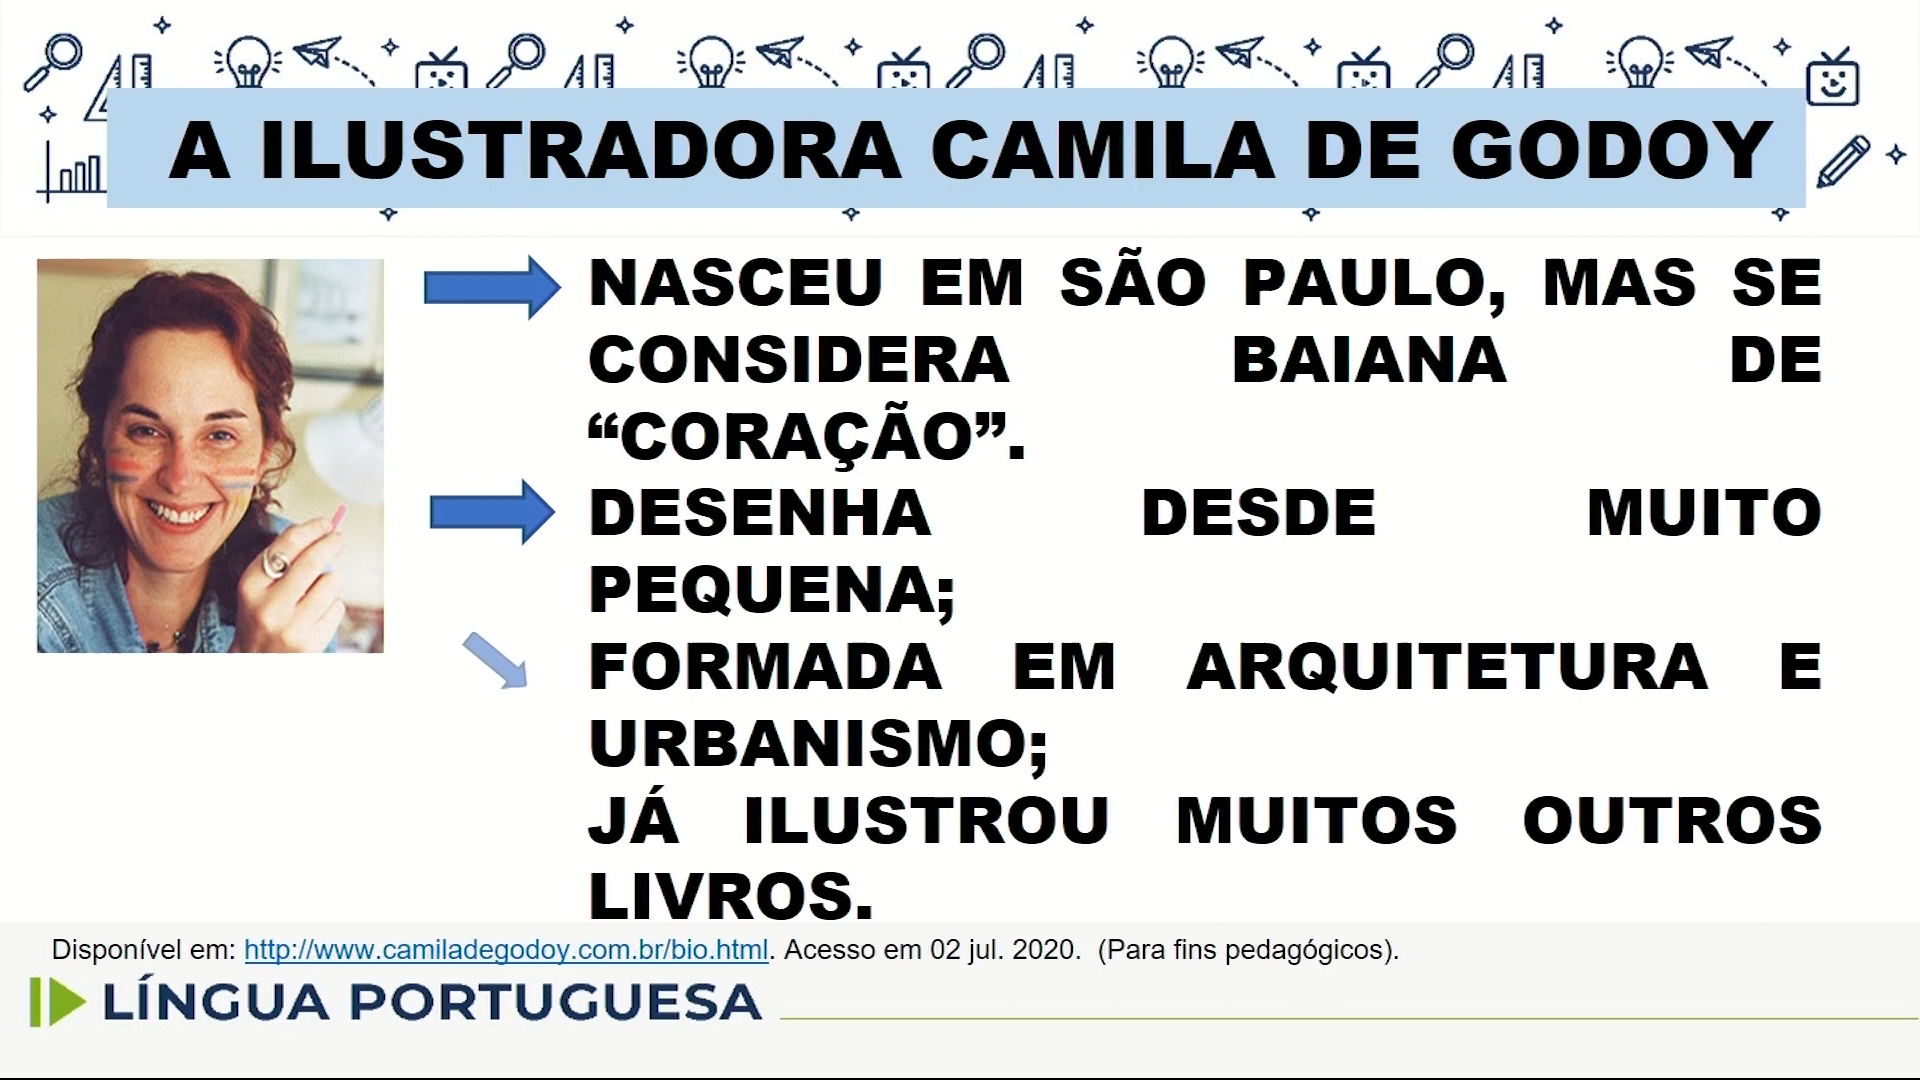 A ILUSTRADORA CAMILA DE GODOY
NASCEU EM SÃO PAULO, MAS SE
CONSIDERA BAIANA DE
“CORAÇÃO”.
DESENHA DESDE MUITO
PEQUENA;
FORMADA EM ARQUITETURA E
URBANISMO;
JÁ ILUSTROU MUITOS OUTROS
LIVROS.
Disponível em: http://www.camiladegodoy.com.br/bio.html. Acesso em 02 jul. 2020. (Para fins pedagógicos).
LÍNGUA PORTUGUESA